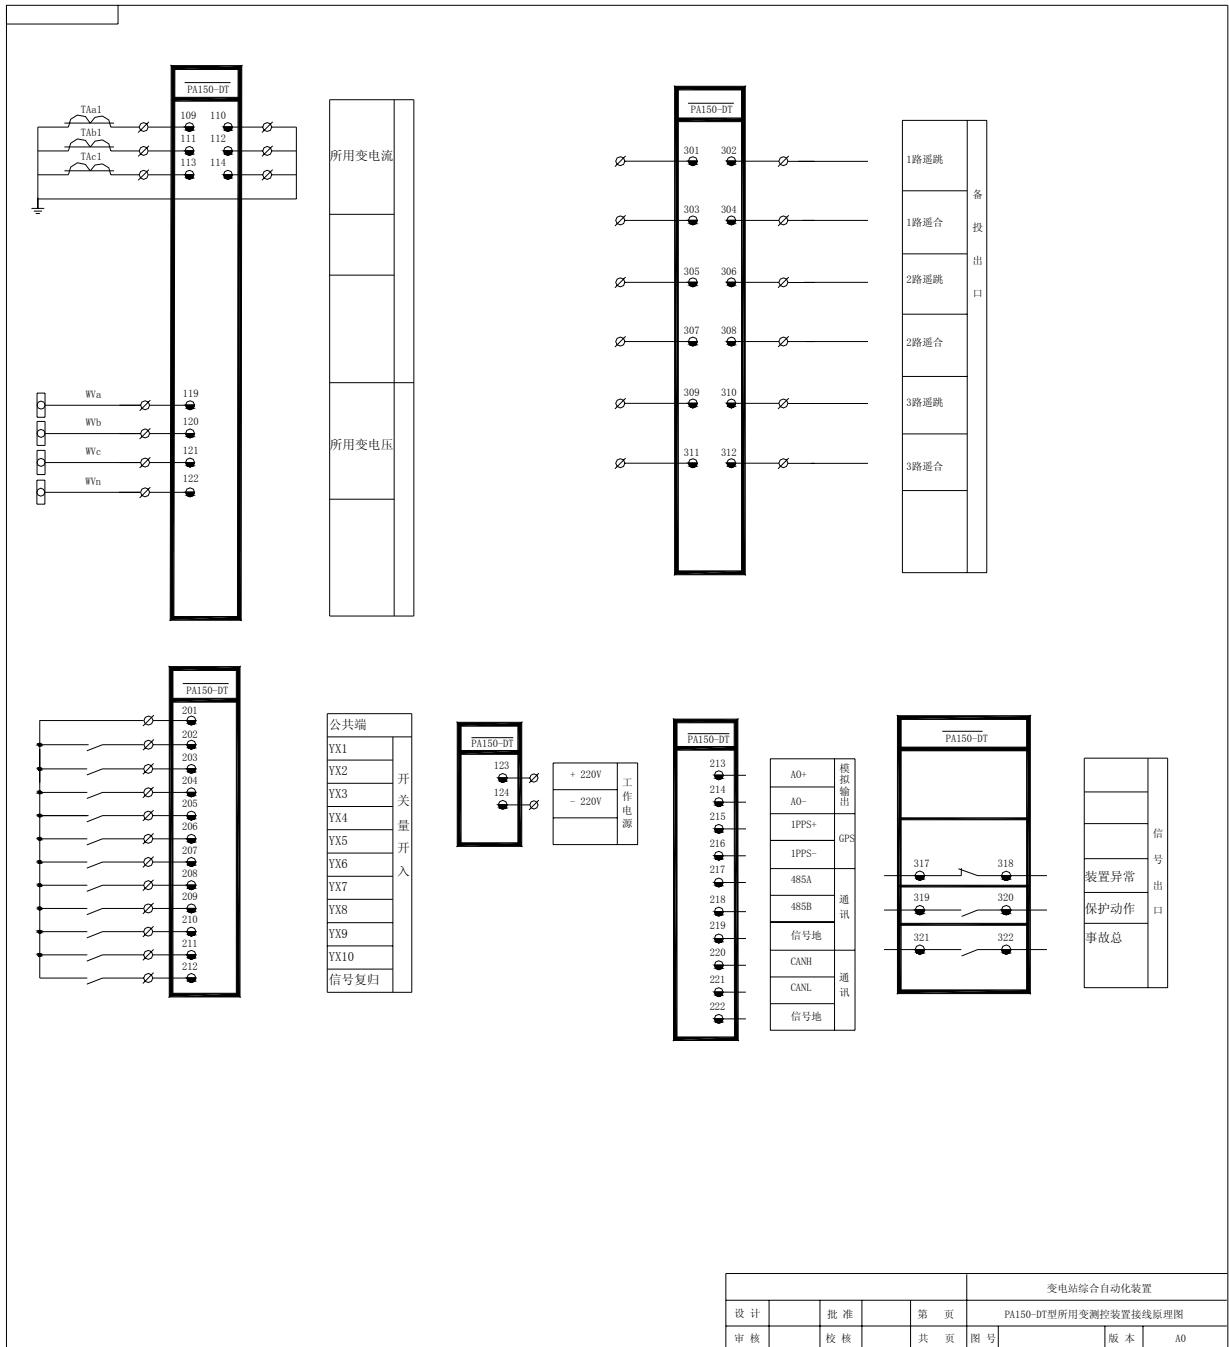 PA150-DT
TAa1
109 110
TAb1
111 112
TAc1
113 114
所用变电流
WVa
119
WVb
120
WVc
121
WVn
122
所用变电压
PA150-DT
301 302
1路遥跳
303 304
1路遥合
305 306
2路遥跳
307 308
2路遥合
309 310
3路遥跳
311 312
3路遥合
备投出口
PA150-DT
201
202
203
204
205
206
207
208
209
210
211
212
公共端
YX1
YX2
YX3
YX4
YX5
YX6
YX7
YX8
YX9
YX10
信号复归
开关量开入
PA150-DT
123
124
+ 220V
- 220V
工作电源
PA150-DT
213
214
215
216
217
218
219
220
221
222
AO+
AO-
模拟输出
1PPS+
1PPS-
GPS
485A
485B
信号地
通讯
CANH
CANL
信号地
通讯
PA150-DT
317 318
319 320
321 322
装置异常
保护动作
事故总
信号出口
变电站综合自动化装置
设 计 批 准 第 页 PA150-DT型所用变测控装置接线原理图
审 核 校 核 共 页 图 号 版 本 A0